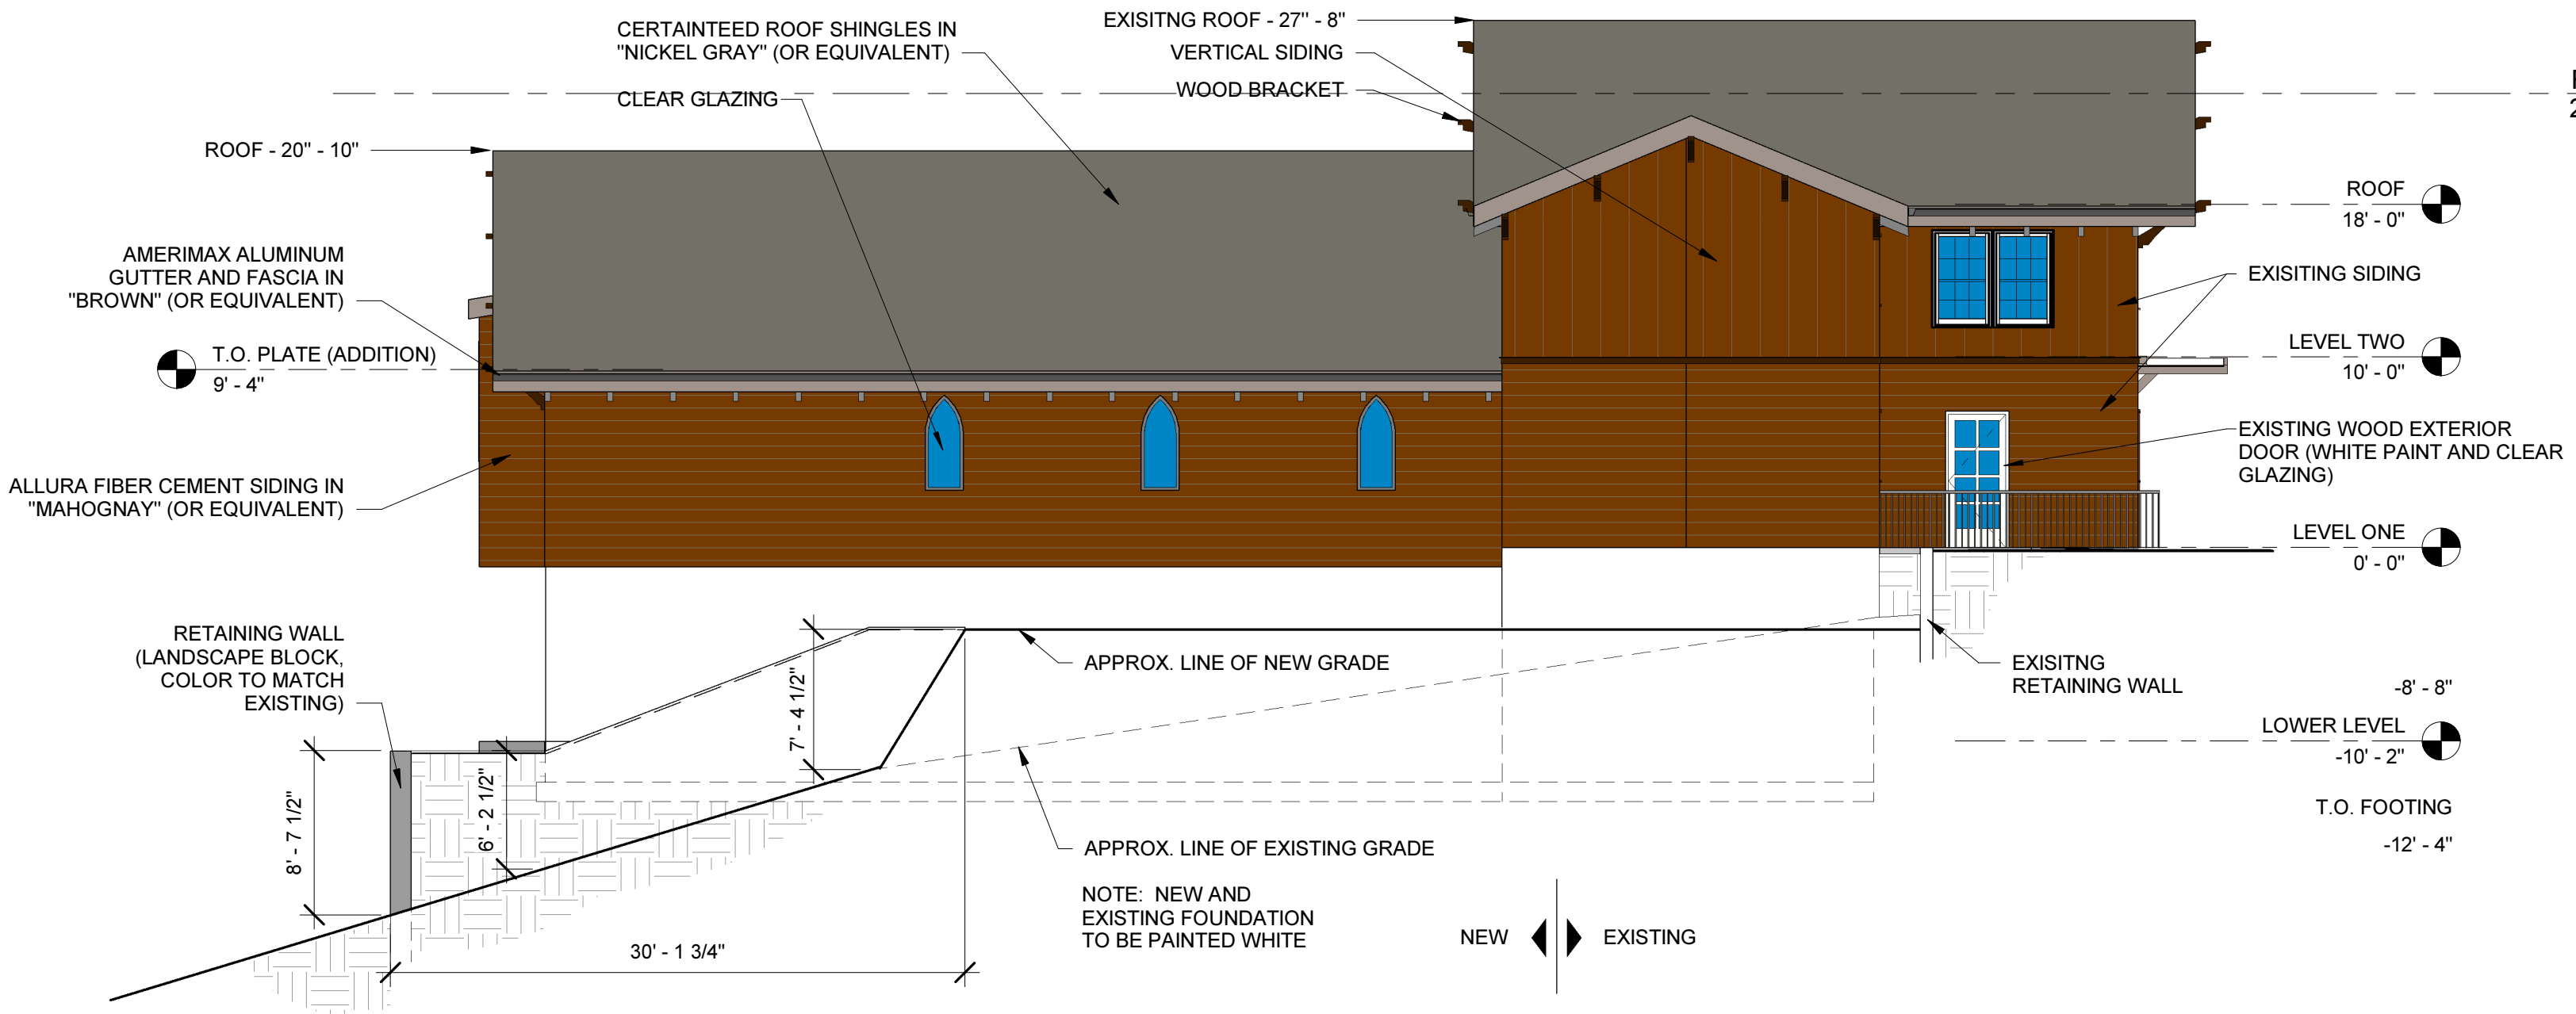 CERTAINTEED ROOF SHINGLES IN
"NICKEL GRAY" (OR EQUIVALENT)
CLEAR GLAZING
EXISITNG ROOF - 27" - 8"
VERTICAL SIDING
WOOD BRACKET
ROOF - 20" - 10"
AMERIMAX ALUMINUM
GUTTER AND FASCIA IN
"BROWN" (OR EQUIVALENT)
T.O. PLATE (ADDITION)
9' - 4"
ALLURA FIBER CEMENT SIDING IN
"MAHOGNAY" (OR EQUIVALENT)
ROOF
18' - 0"
EXISITING SIDING
LEVEL TWO
10' - 0"
EXISTING WOOD EXTERIOR
DOOR (WHITE PAINT AND CLEAR
GLAZING)
LEVEL ONE
0' - 0"
RETAINING WALL
(LANDSCAPE BLOCK,
COLOR TO MATCH
EXISTING)
8' - 7 1/2"
6' - 2 1/2"
7' - 4 1/2"
30' - 1 3/4"
APPROX. LINE OF NEW GRADE
APPROX. LINE OF EXISTING GRADE
NOTE: NEW AND
EXISTING FOUNDATION
TO BE PAINTED WHITE
NEW
EXISTING
EXISITNG
RETAINING WALL
-8' - 8"
LOWER LEVEL
-10' - 2"
T.O. FOOTING
-12' - 4"